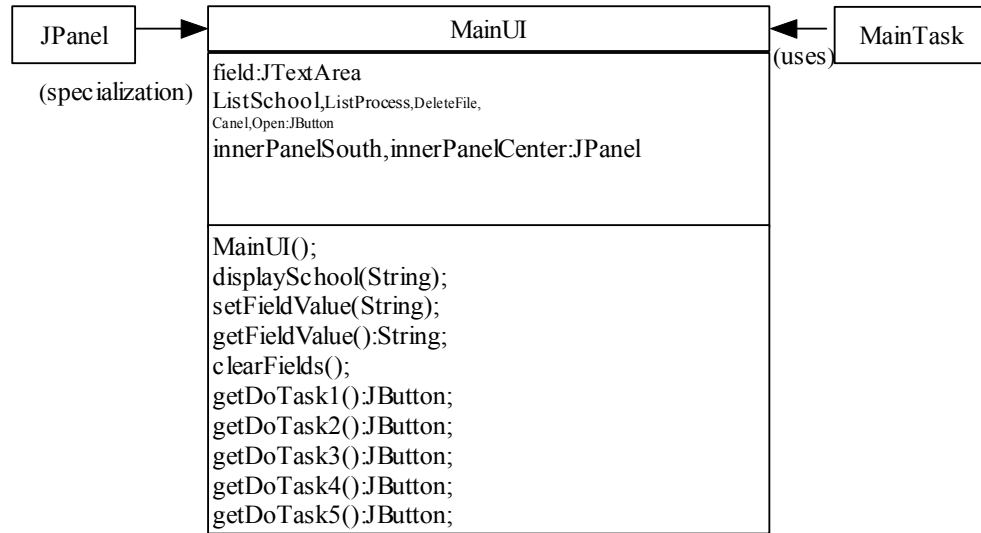 JPanel
(specialization)
MainUI
MainTask
(uses)
field:JTextArea
ListSchool,ListProcess,DeleteFile,
Canel,Open:JButton
innerPanelSouth,innerPanelCenter:JPanel
MainUI();
displaySchool(String);
setFieldValue(String);
getFieldValue():String;
clearFields();
getDoTask1():JButton;
getDoTask2():JButton;
getDoTask3():JButton;
getDoTask4():JButton;
getDoTask5():JButton;